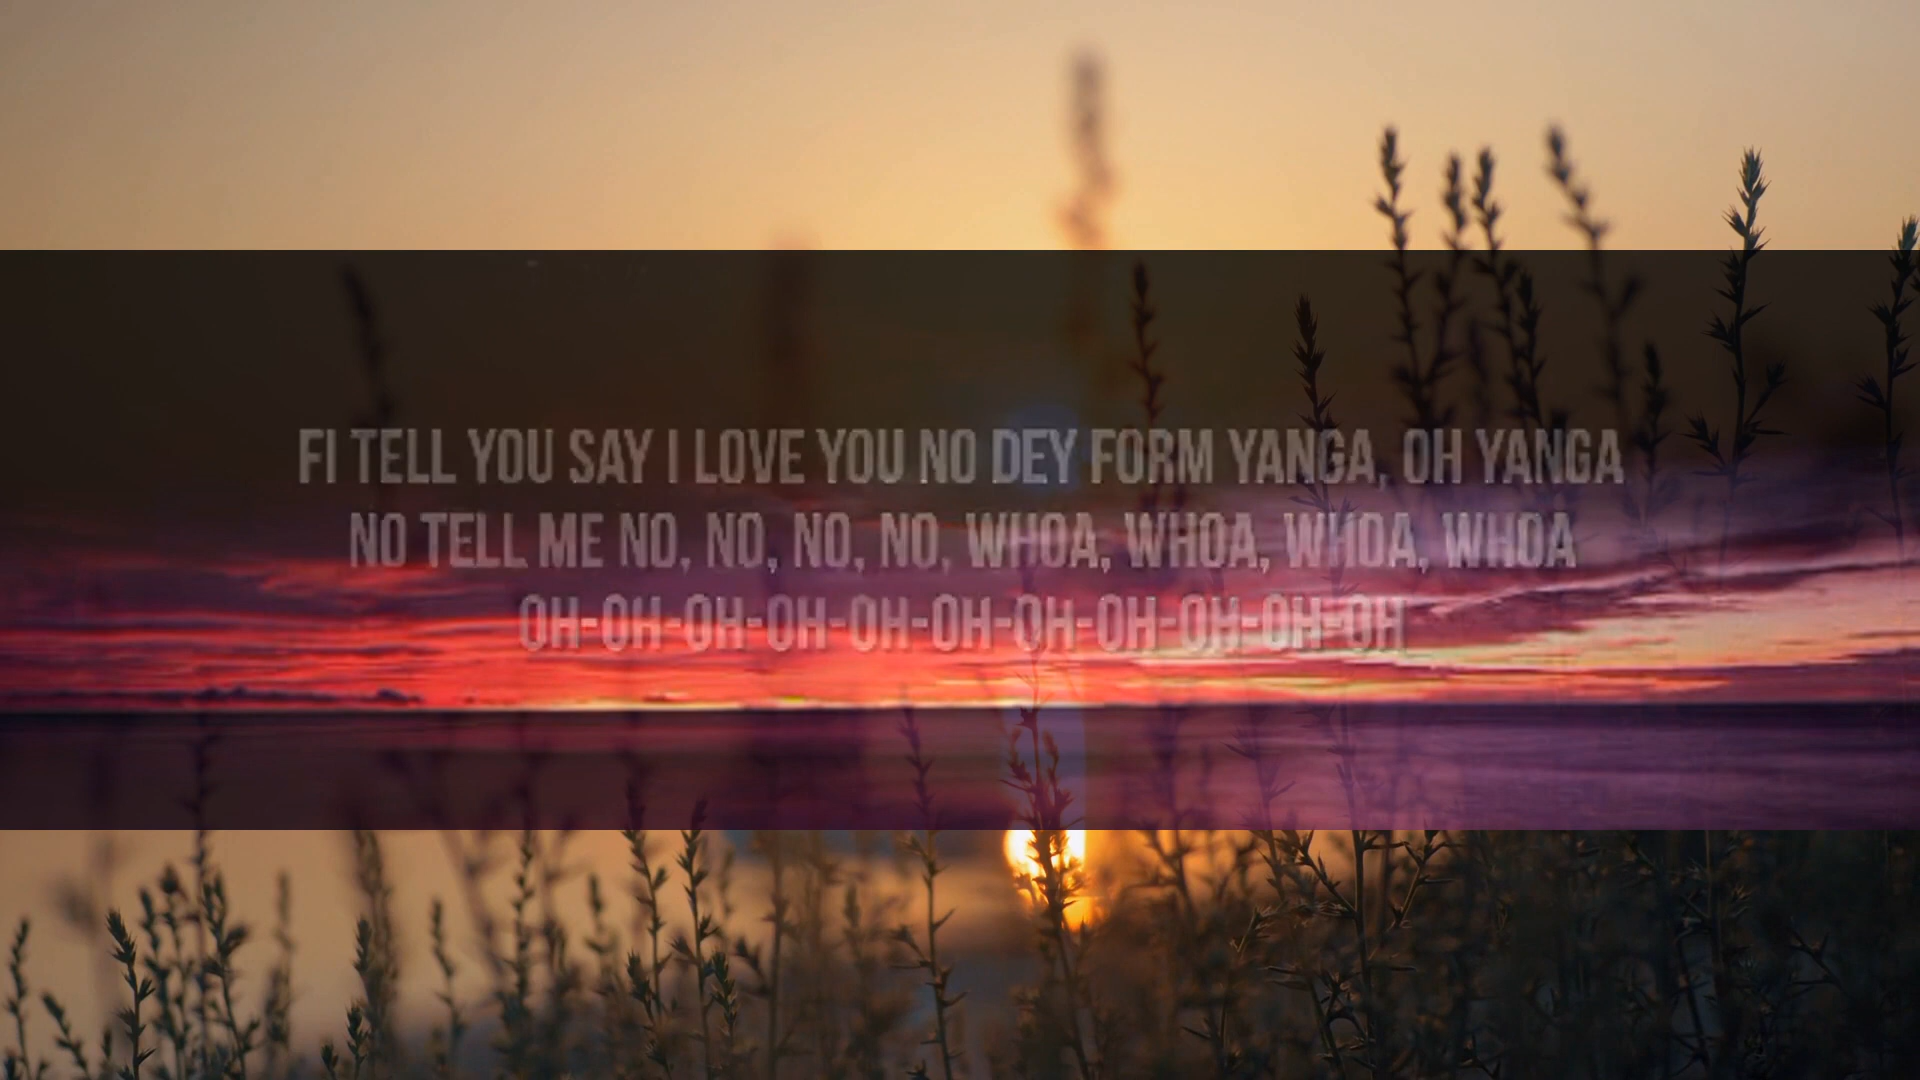 FI TELL YOU SAY I LOVE YOU NO DEY FORM YANGA, OH YANGA
NO TELL ME NO, NO, NO, NO, WHOA, WHOA, WHOA, WHOA
OH-OH-OH-OH-OH-OH-OH-OH-OH-OH-OH